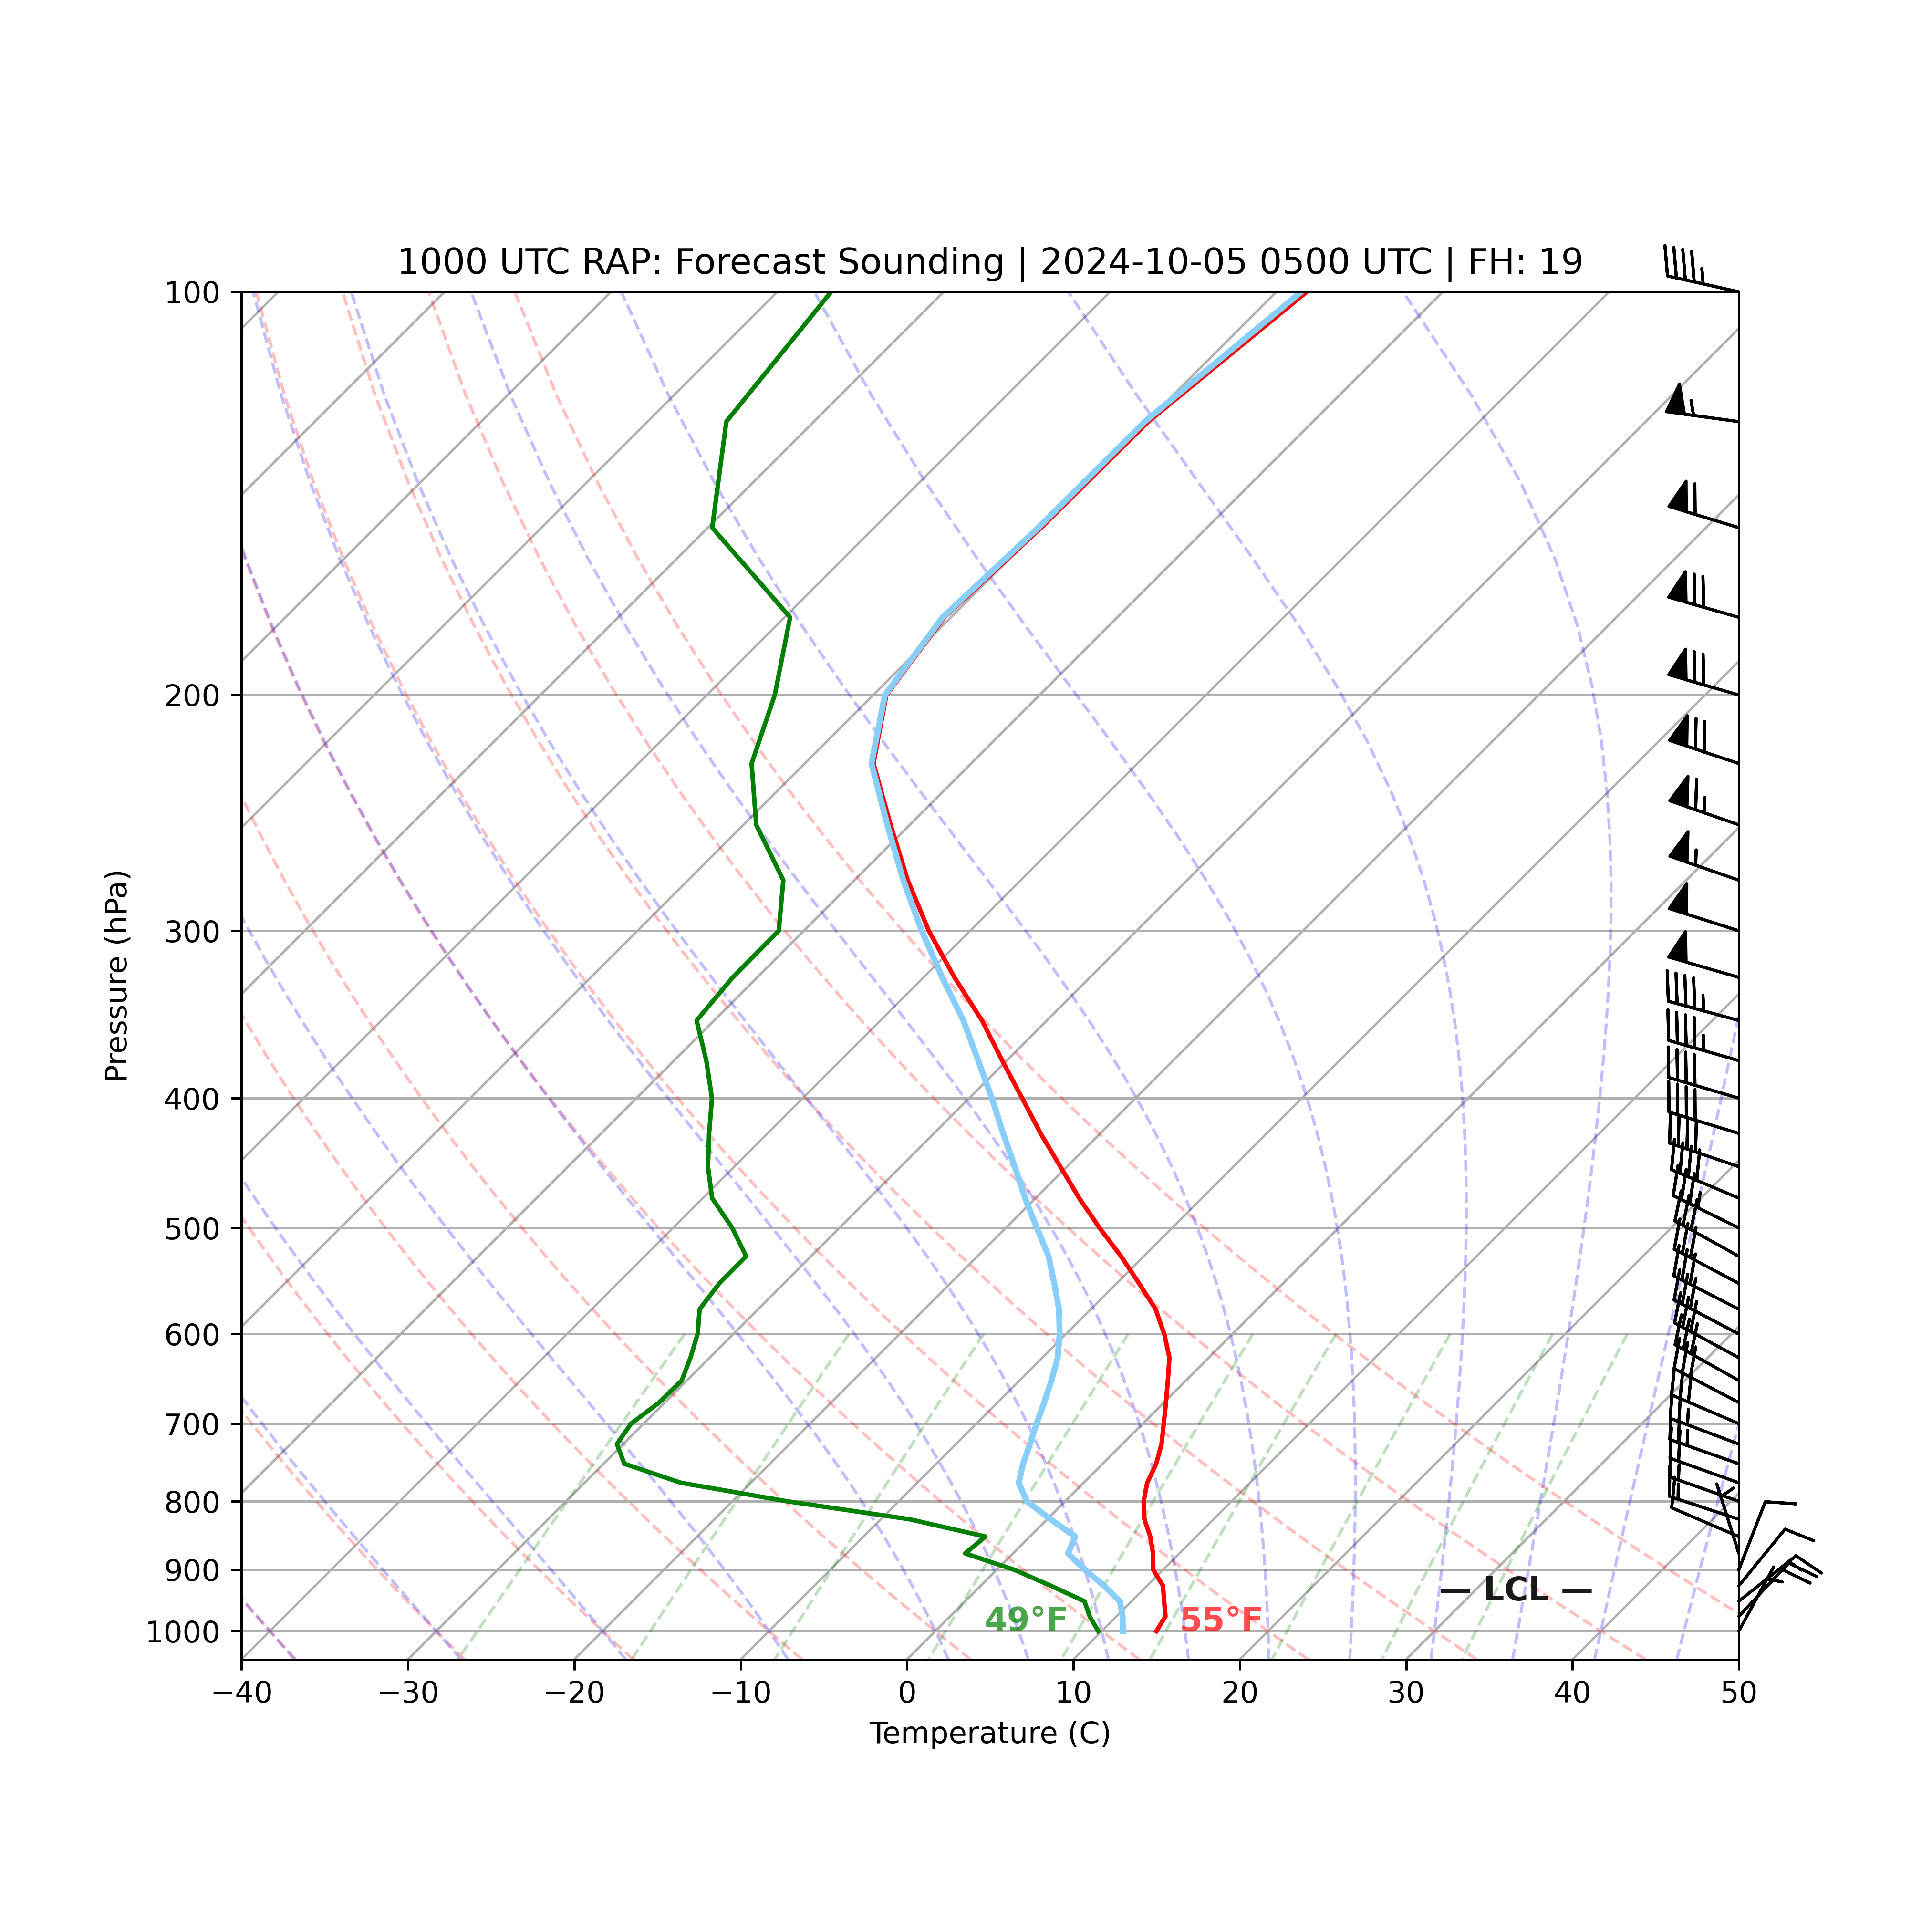 1000 UTC RAP: Forecast Sounding | 2024-10-05 0500 UTC | FH: 19
100
200
300
400
500
600
700
800
900
1000
Pressure (hPa)
— LCL —
49°F 55°F
−40 −30 −20 −10 0 10 20 30 40 50
Temperature (C)